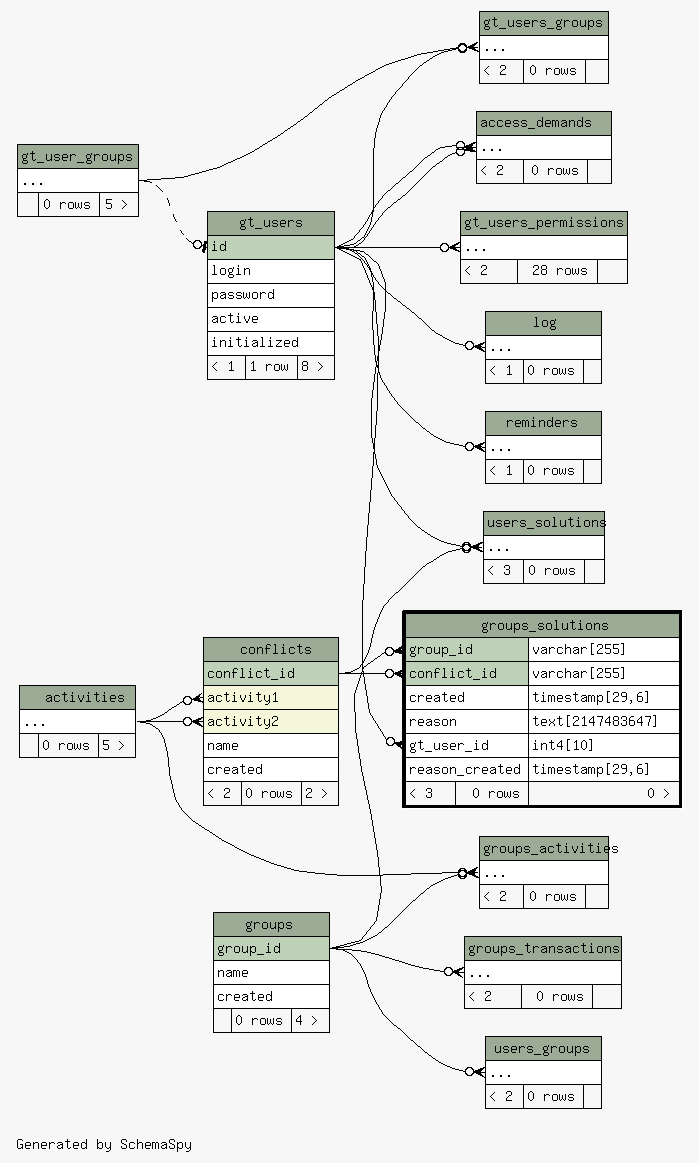 gt_users_groups
...
< 2 0 rows
access_demands
...
< 2 0 rows
gt_user_groups
...
0 rows 5 >
gt_users
id
login
password
active
initialized
< 1 1 row 8 >
gt_users_permissions
...
< 2 28 rows
log
...
< 1 0 rows
reminders
...
< 1 0 rows
users_solutions
...
< 3 0 rows
groups_solutions
group_id varchar[255]
conflict_id varchar[255]
created timestamp[29,6]
reason text[2147483647]
gt_user_id int4[10]
reason_created timestamp[29,6]
< 3 0 rows 0 >
conflicts
conflict_id
activity1
activity2
name
created
< 2 0 rows 2 >
activities
...
0 rows 5 >
groups_activities
...
< 2 0 rows
groups
group_id
name
created
0 rows 4 >
groups_transactions
...
< 2 0 rows
users_groups
...
< 2 0 rows
Generated by SchemaSpy